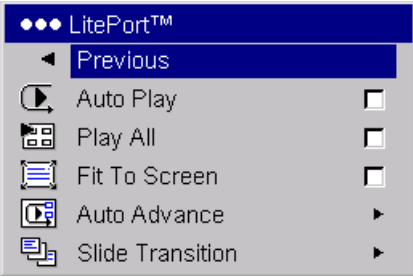 LitePort™
Previous
Auto Play
Play All
Fit To Screen
Auto Advance
Slide Transition